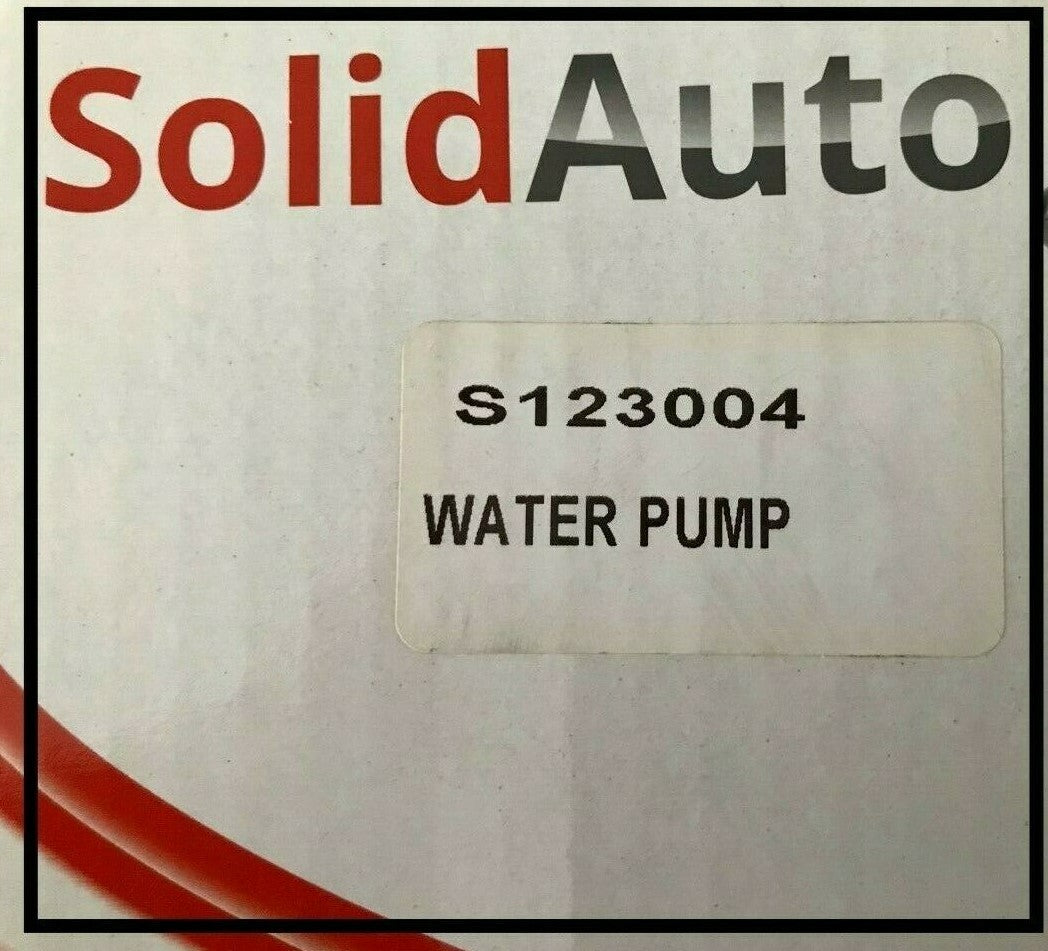 SolidAuto
S123004
WATER PUMP